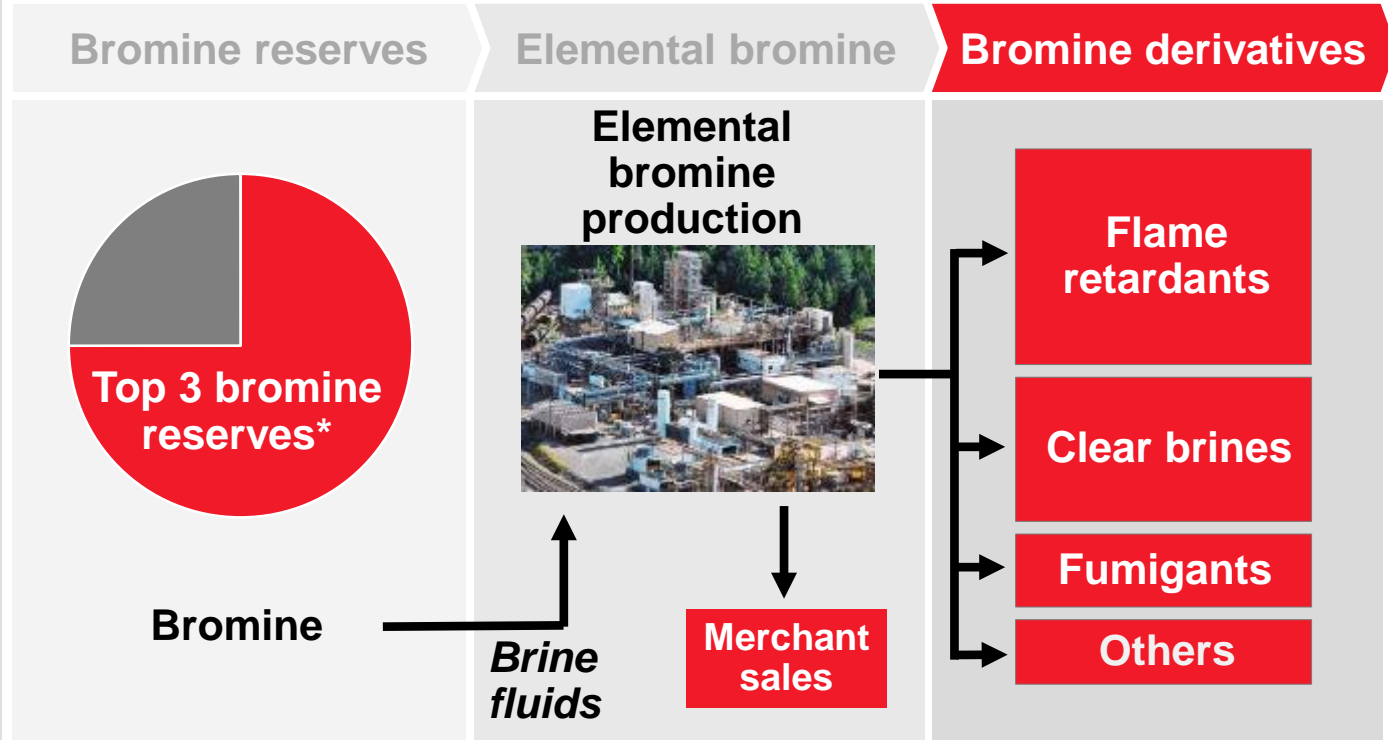 Bromine reserves
Elemental bromine
Bromine derivatives
Top 3 bromine
reserves*
Bromine
Elemental
bromine
production
Brine
fluids
Merchant
sales
Flame
retardants
Clear brines
Fumigants
Others